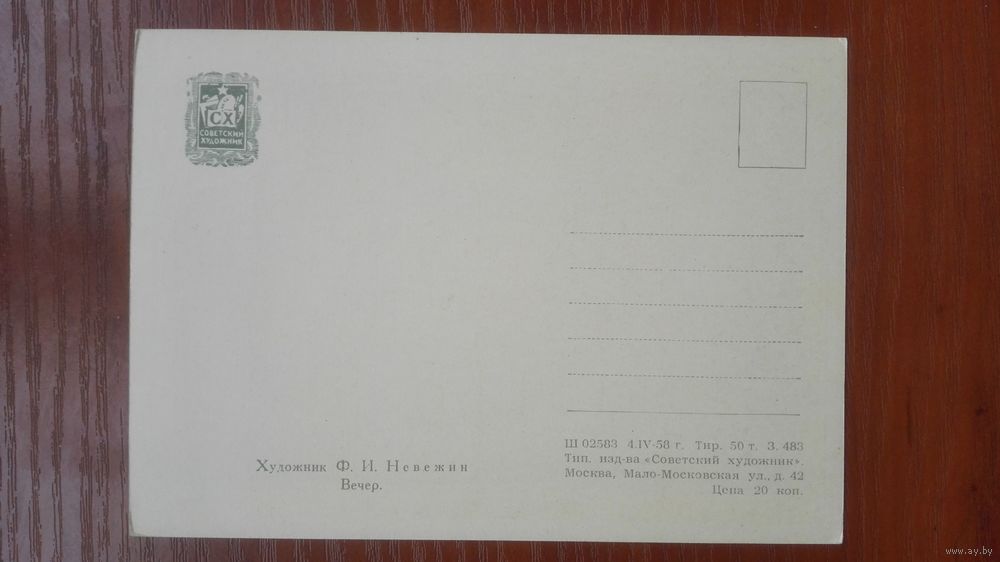 СХ
СОВЕТСКИЙ
ХУДОЖНИК
Художник Ф. И. Невежин
Вечер.
Ш 02583 4.IV-58 г. Тир. 50 т. З. 483
Тип. изд-ва «Советский художник».
Москва, Мало-Московская ул., д. 42
Цена 20 коп.
www.ay.by